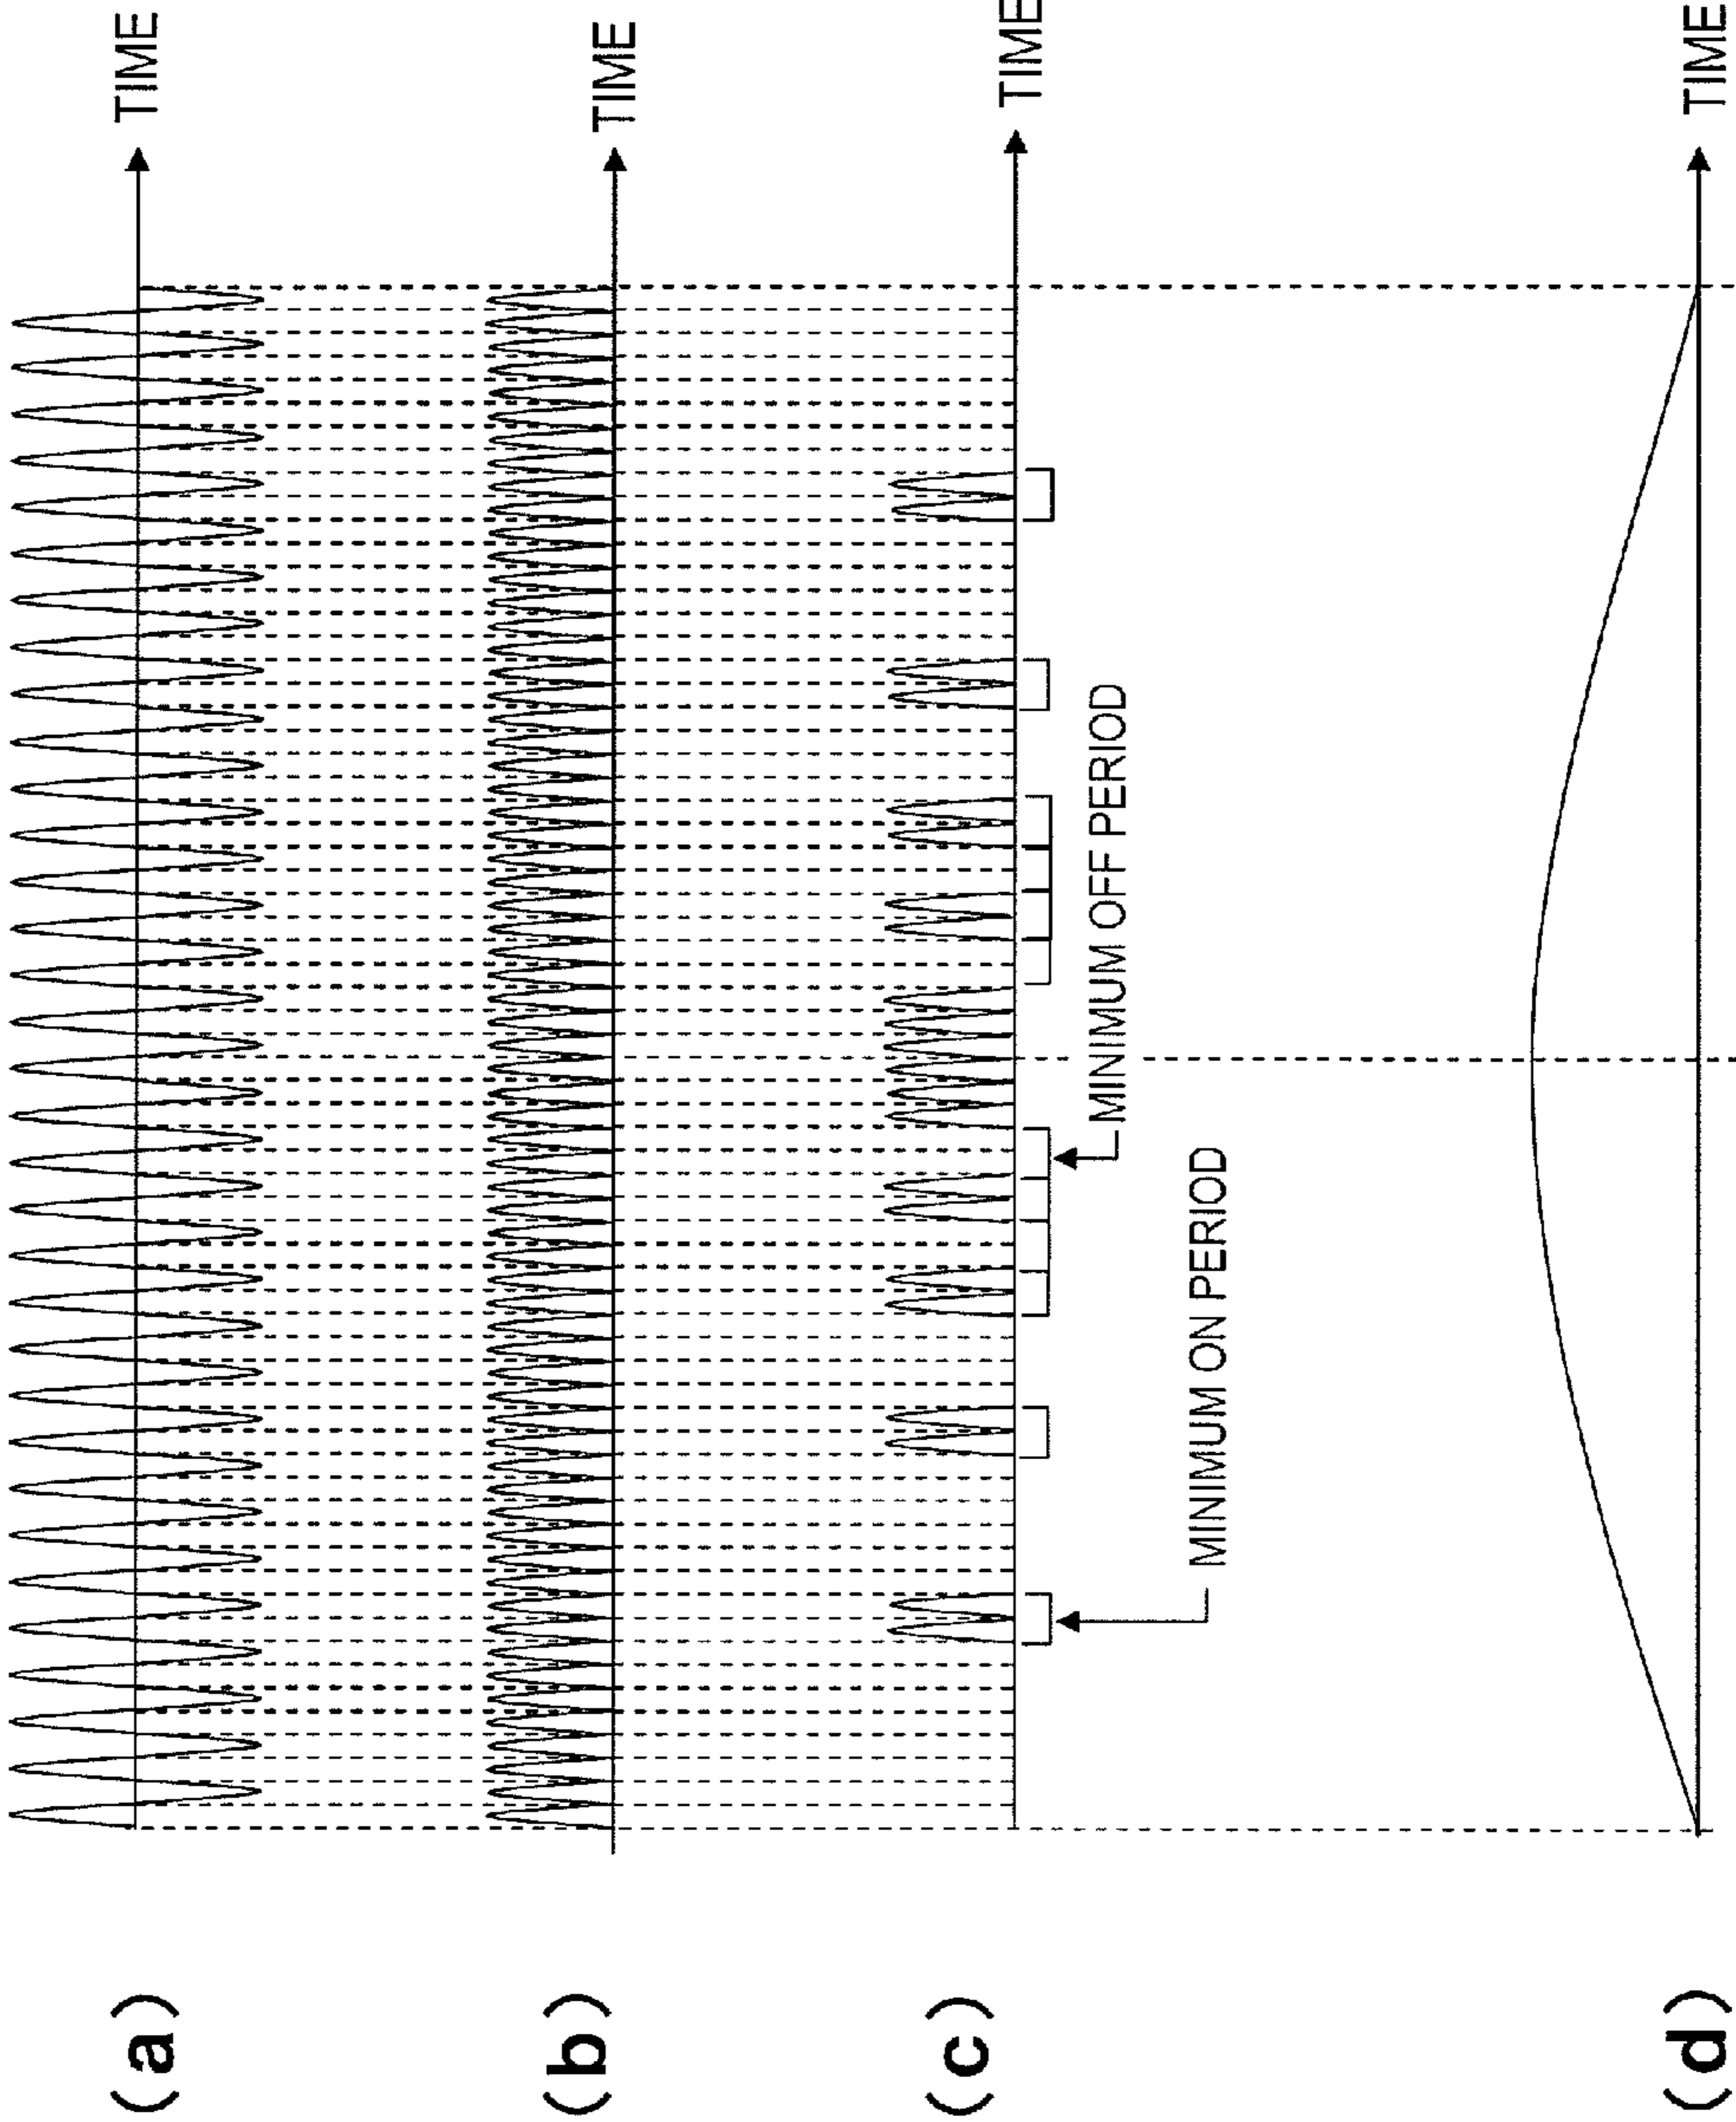 (a)
TIME
(b)
TIME
(c)
TIME
MINIMUM OFF PERIOD
MINIMUM ON PERIOD
(d)
TIME